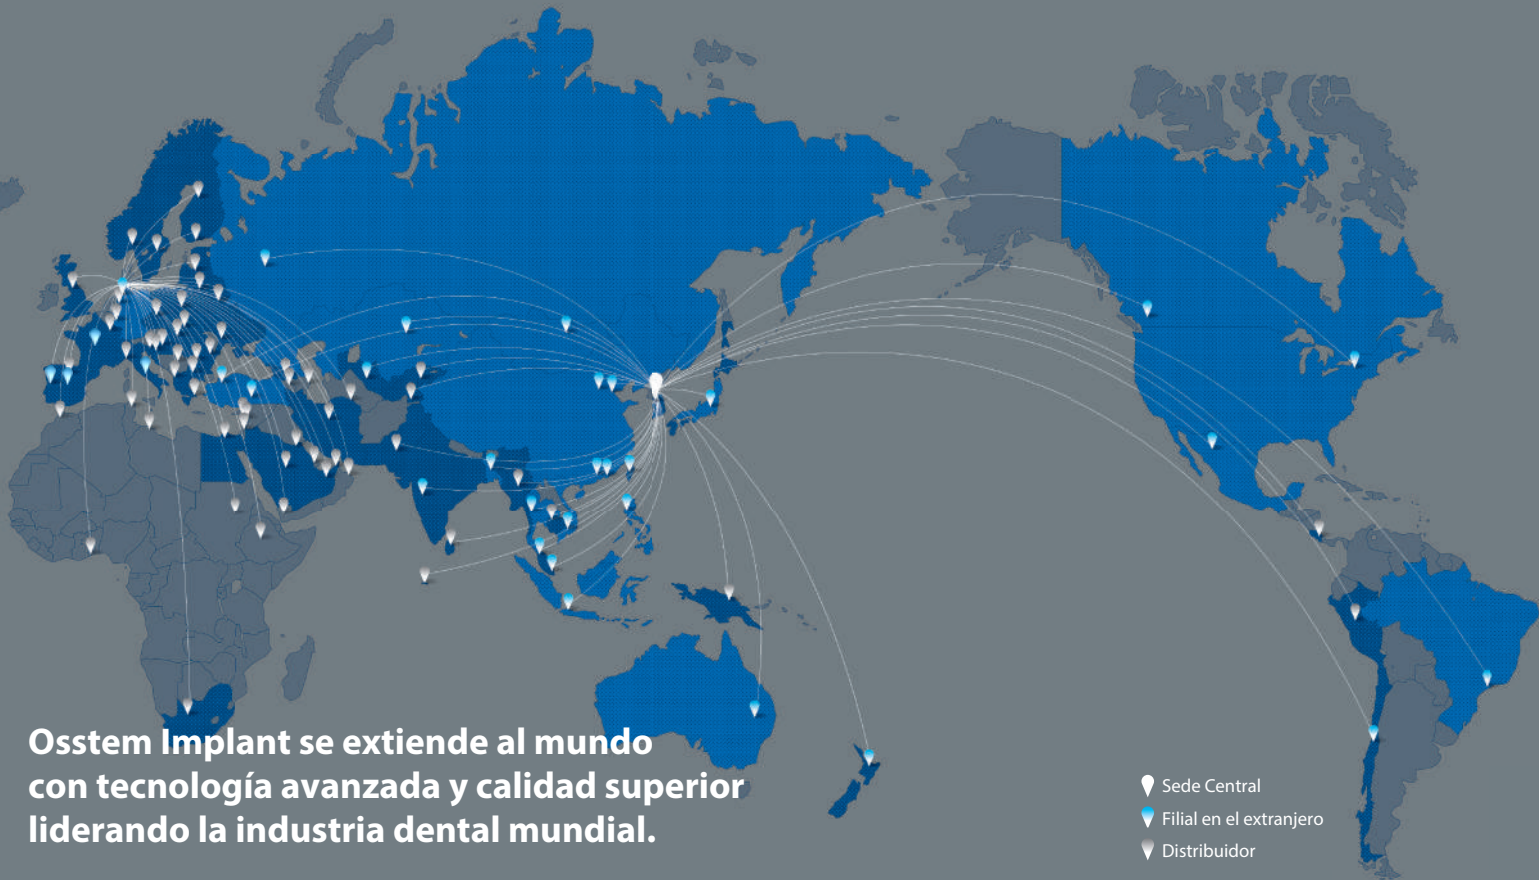 Osstem Implant se extiende al mundo
con tecnología avanzada y calidad superior
liderando la industria dental mundial.
Sede Central
Filial en el extranjero
Distribuidor